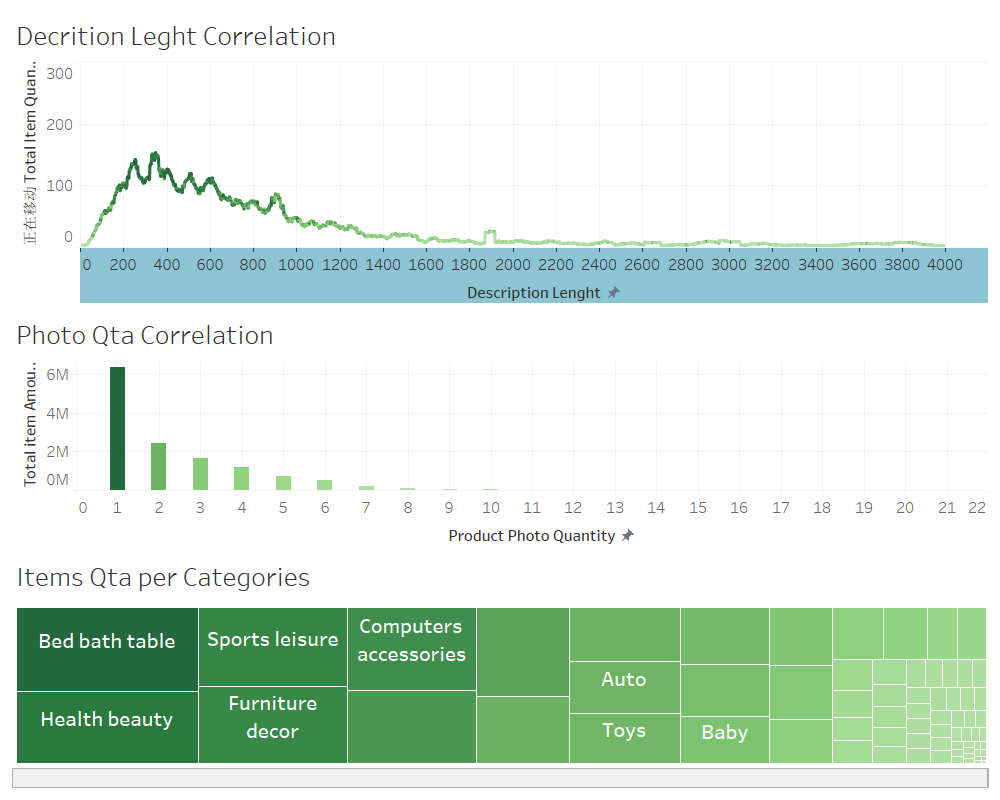 Decrition Leght Correlation
正在移动 Total Item Quan..
300
200
100
0
0 200 400 600 800 1000 1200 1400 1600 1800 2000 2200 2400 2600 2800 3000 3200 3400 3600 3800 4000
Description Lenght
Photo Qta Correlation
Total item Amou..
6M
4M
2M
0M
0 1 2 3 4 5 6 7 8 9 10 11 12 13 14 15 16 17 18 19 20 21 22
Product Photo Quantity
Items Qta per Categories
Bed bath table
Health beauty
Sports leisure
Furniture
decor
Computers
accessories
Auto
Toys
Baby